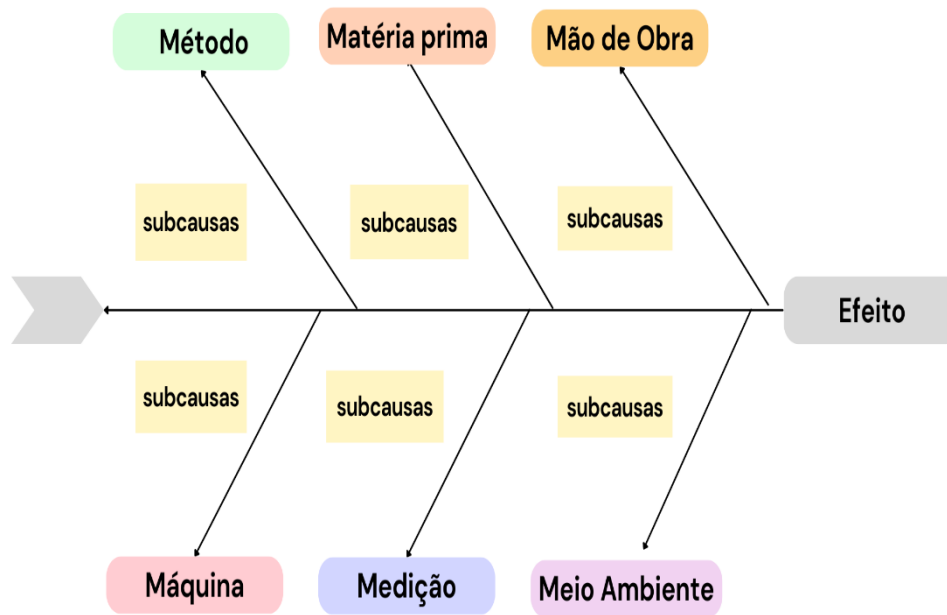 Método
Matéria prima
Mão de Obra
subcausas
subcausas
subcausas
Efeito
subcausas
subcausas
subcausas
Máquina
Medição
Meio Ambiente